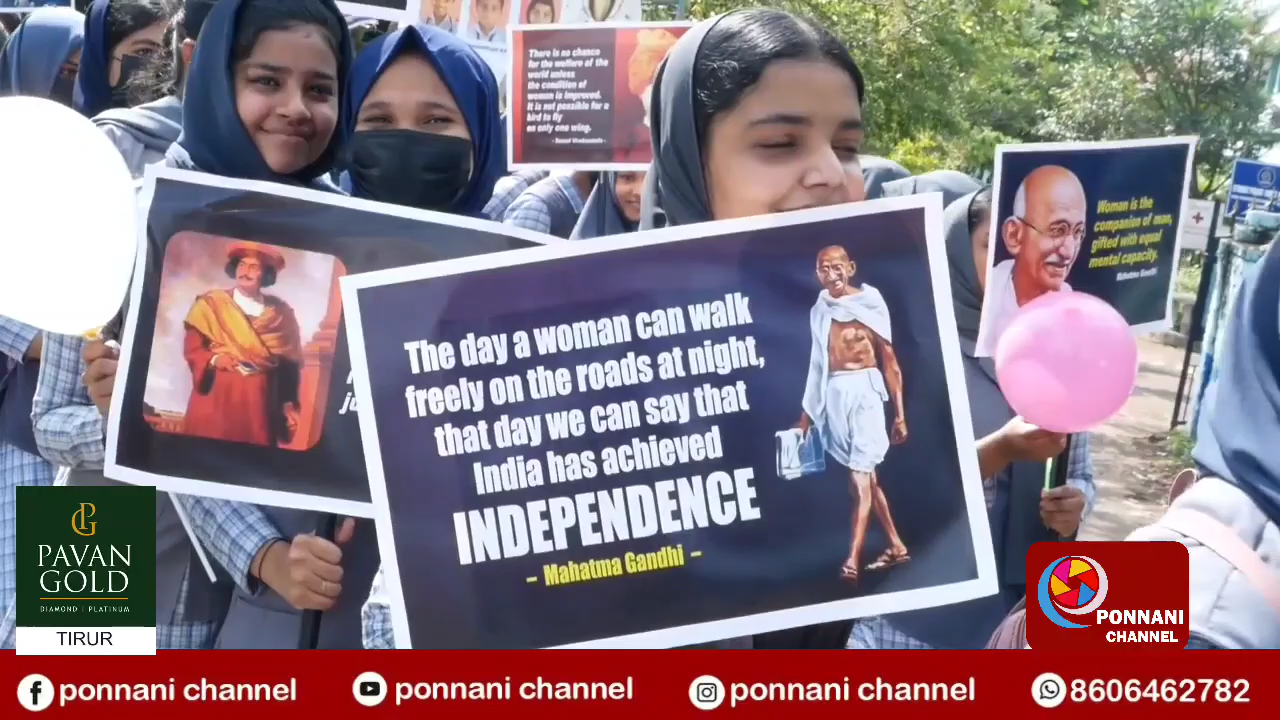 There is no chance
for the welfare of the
world unless
the condition of
woman is improved.
It is not possible for a
bird to fly
on only one wing.
Woman is the
companion of man,
gifted with equal
mental capacity.
Mahatma Gandhi
The day a woman can walk
freely on the roads at night,
that day we can say that
India has achieved
INDEPENDENCE
- Mahatma Gandhi -
PAVAN
GOLD
DIAMOND | PLATINUM
TIRUR
PONNANI
CHANNEL
ponnani channel
ponnani channel
ponnani channel
8606462782